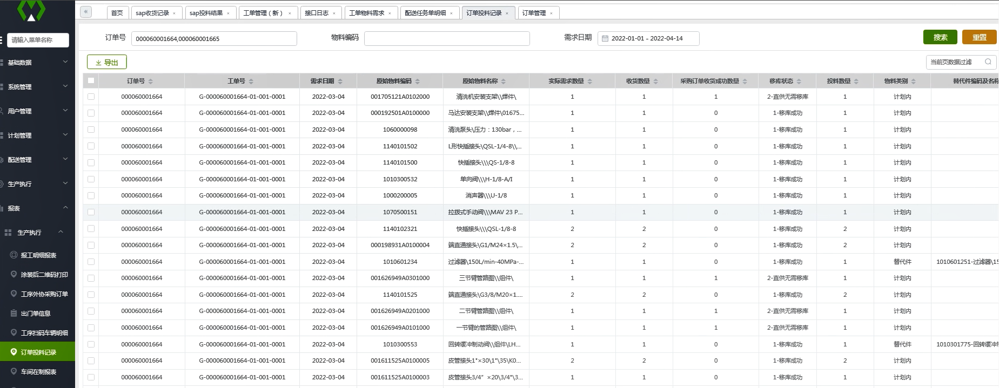 首页 sap收货记录 × sap投料结果 × 工单管理（新） × 接口日志 × 工单物料需求 × 配送任务单明细 × 订单投料记录 × 订单管理 ×
请输入菜单名称
基础数据
系统管理
用户管理
计划管理
配送管理
生产执行
报表
生产执行
报工明细报表
涂装后二维码打印
工序外协采购订单
出门单信息
工序扫码车辆明细
订单投料记录
车间在制报表
订单号 000060001664,000060001665 物料编码 需求日期 2022-01-01 - 2022-04-14 搜索 重置
导出 当前页数据过滤
订单号 工单号 需求日期 原始物料编码 原始物料名称 实际需求数量 收货数量 采购订单收货成功数量 移库状态 投料数量 物料类别 替代件编码及名称
000060001664 G-000060001664-01-001-0001 2022-03-04 001705121A0102000 清洗机安装支架\\焊件\ 1 1 1 2-直供无需移库 1 计划内
000060001664 G-000060001664-01-001-0001 2022-03-04 000192501A0100000 马达安装支架\\焊件\01675... 1 1 0 1-移库成功 1 计划内
000060001664 G-000060001664-01-001-0001 2022-03-04 1060000098 清洗泵头\压力：130bar，... 1 1 0 1-移库成功 1 计划内
000060001664 G-000060001664-01-001-0001 2022-03-04 1140101502 L形快插接头\QSL-1/4-8\\... 1 1 0 1-移库成功 1 计划内
000060001664 G-000060001664-01-001-0001 2022-03-04 1140101500 快插接头\\\QS-1/8-8 1 1 0 1-移库成功 1 计划内
000060001664 G-000060001664-01-001-0001 2022-03-04 1010300532 单向阀\\\H-1/8-A/I 1 1 0 1-移库成功 1 计划内
000060001664 G-000060001664-01-001-0001 2022-03-04 1000200005 消声器\\\U-1/8 1 1 0 1-移库成功 1 计划内
000060001664 G-000060001664-01-001-0001 2022-03-04 1070500151 拉拨式手动阀\\\MAV 23 P... 1 1 0 1-移库成功 1 计划内
000060001664 G-000060001664-01-001-0001 2022-03-04 1140102321 快插接头\\\QSL-1/8-8 2 2 0 1-移库成功 2 计划内
000060001664 G-000060001664-01-001-0001 2022-03-04 000198931A0100004 端直通接头\G1/M24×1.5\... 2 2 0 1-移库成功 2 计划内
000060001664 G-000060001664-01-001-0001 2022-03-04 1010601234 过滤器\150L/min-40MPa-... 1 1 0 1-移库成功 1 替代件 1010601251-过滤器\15
000060001664 G-000060001664-01-001-0001 2022-03-04 001626949A0301000 三节臂管路图\\组件\ 1 1 1 2-直供无需移库 1 计划内
000060001664 G-000060001664-01-001-0001 2022-03-04 1140101525 端直通接头\G3/8/M20×1.... 2 2 0 1-移库成功 2 计划内
000060001664 G-000060001664-01-001-0001 2022-03-04 001626949A0201000 二节臂管路图\\组件\ 1 1 1 2-直供无需移库 1 计划内
000060001664 G-000060001664-01-001-0001 2022-03-04 001626949A0101000 一节臂的管路图\\组件\ 1 1 1 2-直供无需移库 1 计划内
000060001664 G-000060001664-01-001-0001 2022-03-04 1010300553 回转缓冲制动阀\\组件\LH... 1 1 0 1-移库成功 1 替代件 1010301775-回转缓冲制
000060001664 G-000060001664-01-001-0001 2022-03-04 001611525A0100005 皮管接头1"×30\1"\35\K0... 2 2 0 1-移库成功 2 计划内
000060001664 G-000060001664-01-001-0001 2022-03-04 001611525A0100003 皮管接头3/4” ×20\3/4"\3... 1 1 0 1-移库成功 1 计划内